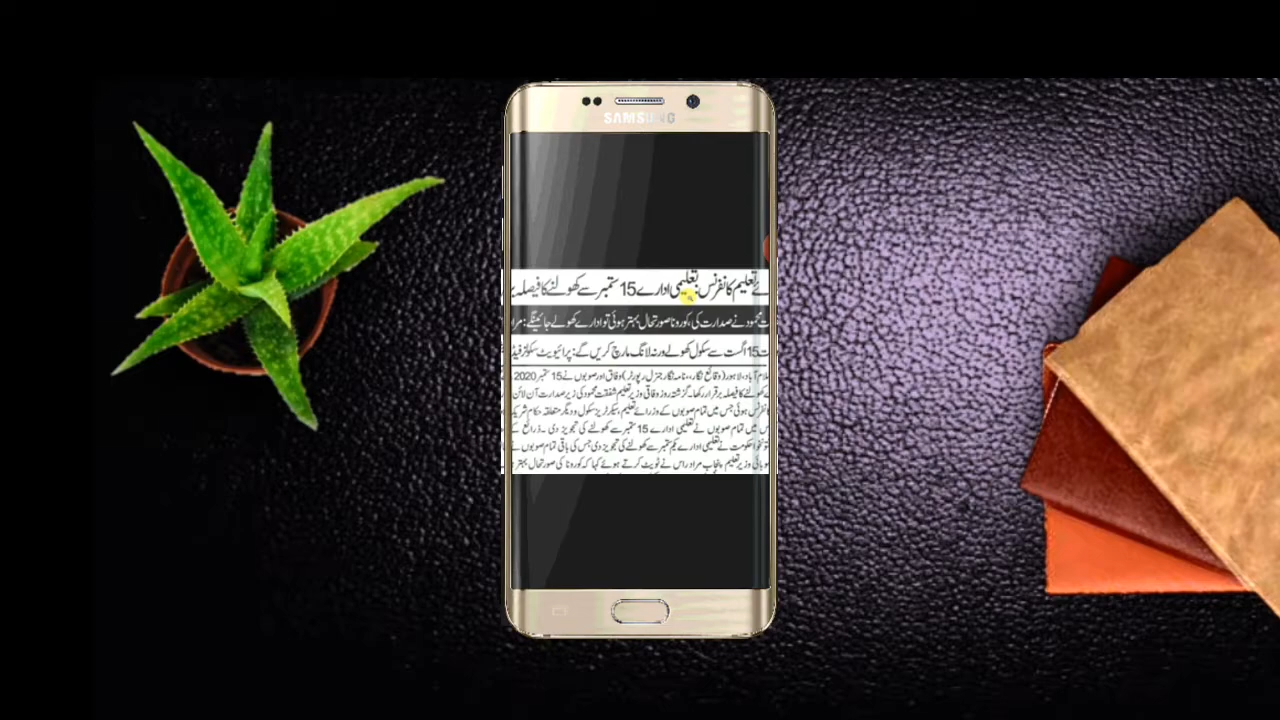 SAMSUNG
تعلیم کانفرنس: تعلیمی ادارے 15 ستمبر سے کھولنے کا فیصلہ
محمود نے صدارت کی، کورونا صورتحال بہتر ہوئی تو ادارے کھولے جائینگے: مراد
15 اگست سے سکول کھولے ورنہ لانگ مارچ کریں گے: پرائیویٹ سکولز
لاہور (وقائع نگار، نامہ نگار، جنرل رپورٹر) وفاق اور صوبوں نے 15 ستمبر 2020
کھولنے کا فیصلہ برقرار رکھا۔ گزشتہ روز وفاقی وزیر تعلیم شفقت محمود کی زیر صدارت آن لائن
ہوئی جس میں تمام صوبوں کے وزرائے تعلیم، سیکرٹریز سکول و دیگر متعلقہ حکام
میں تمام صوبوں نے تعلیمی ادارے 15 ستمبر سے کھولنے کی تجویز دی۔ ذرائع کے
حکومت نے تعلیمی ادارے یکم ستمبر سے کھولنے کی تجویز دی جس کی باقی تمام صوبوں نے
وزیر تعلیم پنجاب مراد راس نے ٹویٹ کرتے ہوئے کہا کہ کورونا کی صورتحال بہتر